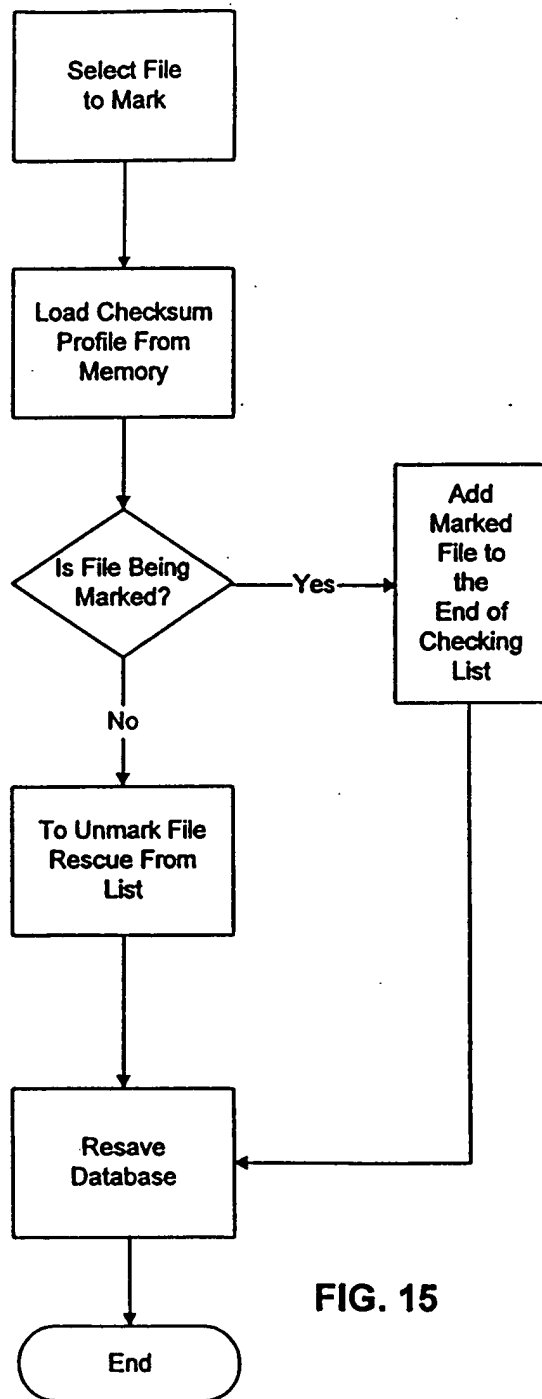 Select File
to Mark
Load Checksum
Profile From
Memory
Is File Being
Marked?
Yes
Add
Marked
File to
the
End of
Checking
List
No
To Unmark File
Rescue From
List
Resave
Database
End
FIG. 15